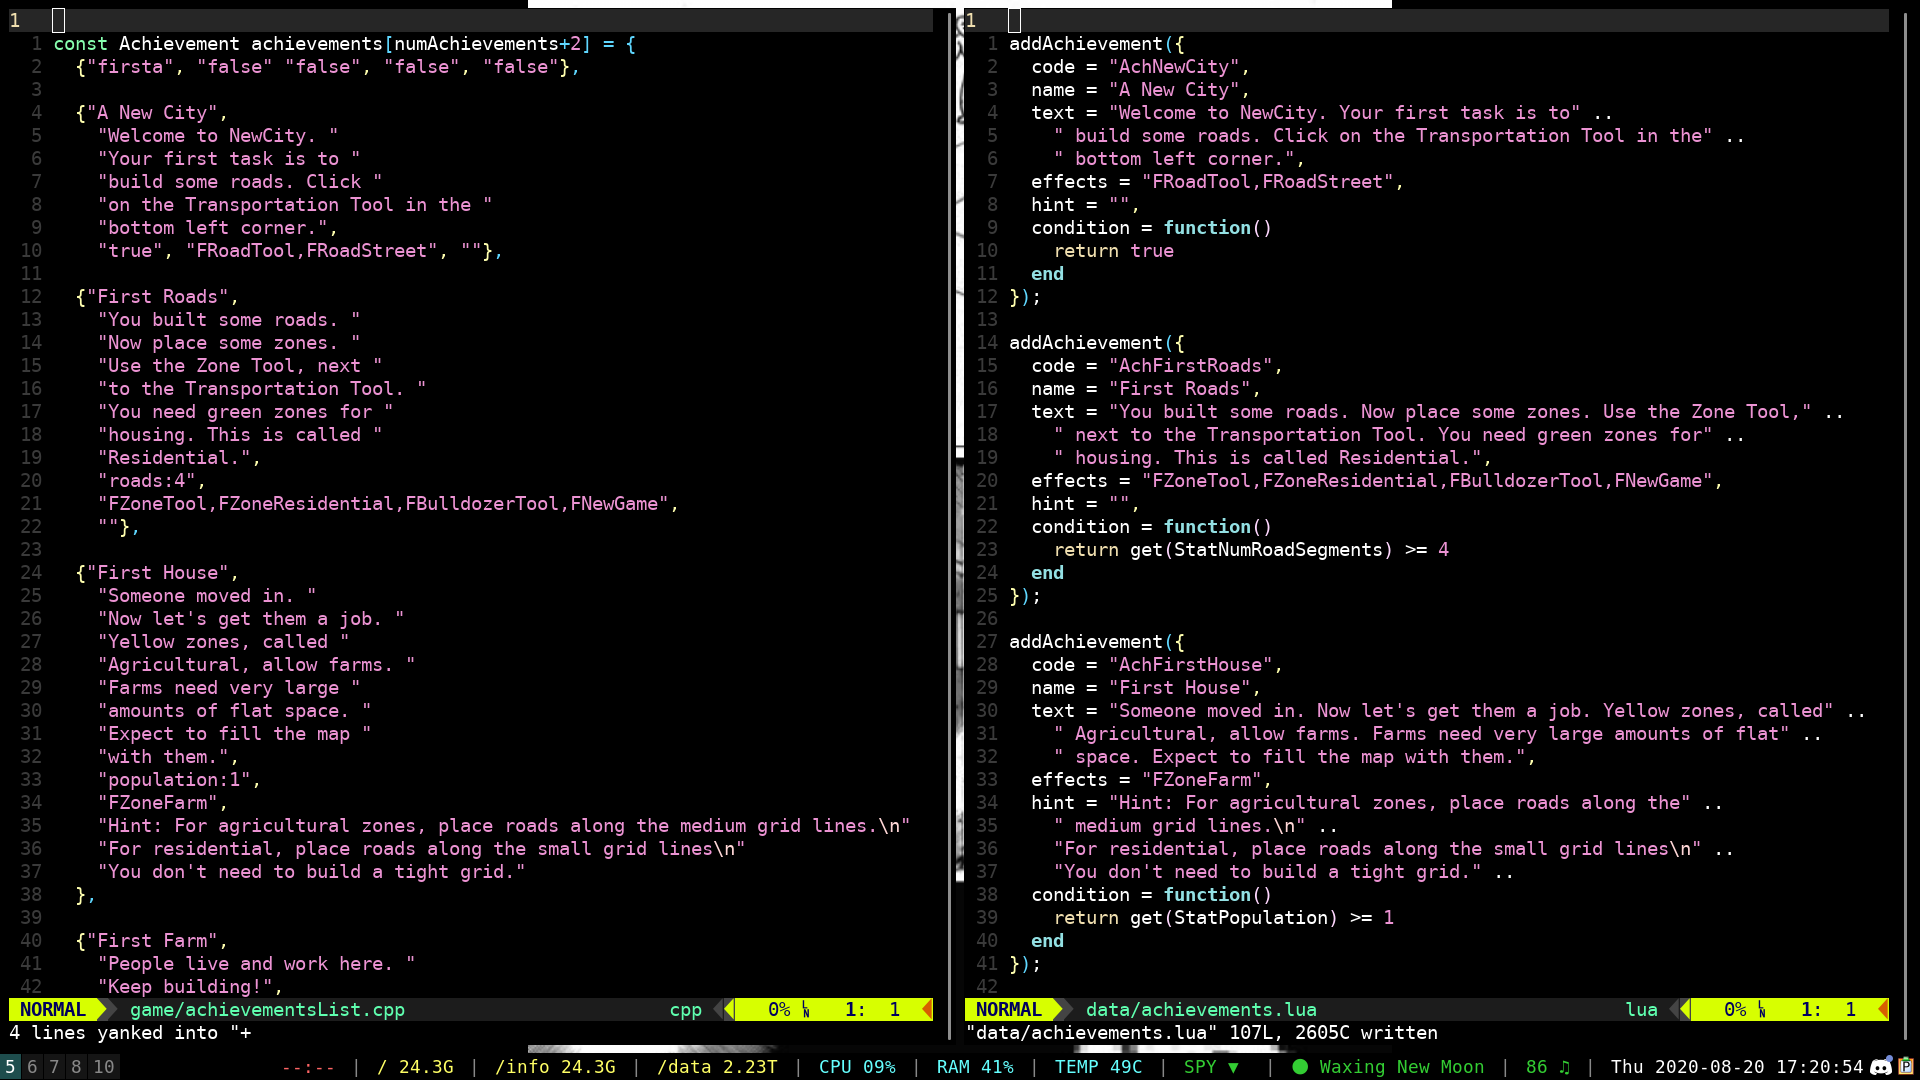 1
1 const Achievement achievements[numAchievements+2] = {
2   {"firsta", "false" "false", "false", "false"},
3
4   {"A New City",
5     "Welcome to NewCity. "
6     "Your first task is to "
7     "build some roads. Click "
8     "on the Transportation Tool in the "
9     "bottom left corner.",
10     "true", "FRoadTool,FRoadStreet", ""},
11
12   {"First Roads",
13     "You built some roads. "
14     "Now place some zones. "
15     "Use the Zone Tool, next "
16     "to the Transportation Tool. "
17     "You need green zones for "
18     "housing. This is called "
19     "Residential.",
20     "roads:4",
21     "FZoneTool,FZoneResidential,FBulldozerTool,FNewGame",
22     ""},
23
24   {"First House",
25     "Someone moved in. "
26     "Now let's get them a job. "
27     "Yellow zones, called "
28     "Agricultural, allow farms. "
29     "Farms need very large "
30     "amounts of flat space. "
31     "Expect to fill the map "
32     "with them.",
33     "population:1",
34     "FZoneFarm",
35     "Hint: For agricultural zones, place roads along the medium grid lines.\n"
36     "For residential, place roads along the small grid lines\n"
37     "You don't need to build a tight grid."
38   },
39
40   {"First Farm",
41     "People live and work here. "
42     "Keep building!",
NORMAL game/achievementsList.cpp cpp 0% LN 1: 1
4 lines yanked into "+
1
1 addAchievement({
2   code = "AchNewCity",
3   name = "A New City",
4   text = "Welcome to NewCity. Your first task is to" ..
5     " build some roads. Click on the Transportation Tool in the" ..
6     " bottom left corner.",
7   effects = "FRoadTool,FRoadStreet",
8   hint = "",
9   condition = function()
10     return true
11   end
12 });
13
14 addAchievement({
15   code = "AchFirstRoads",
16   name = "First Roads",
17   text = "You built some roads. Now place some zones. Use the Zone Tool," ..
18     " next to the Transportation Tool. You need green zones for" ..
19     " housing. This is called Residential.",
20   effects = "FZoneTool,FZoneResidential,FBulldozerTool,FNewGame",
21   hint = "",
22   condition = function()
23     return get(StatNumRoadSegments) >= 4
24   end
25 });
26
27 addAchievement({
28   code = "AchFirstHouse",
29   name = "First House",
30   text = "Someone moved in. Now let's get them a job. Yellow zones, called" ..
31     " Agricultural, allow farms. Farms need very large amounts of flat" ..
32     " space. Expect to fill the map with them.",
33   effects = "FZoneFarm",
34   hint = "Hint: For agricultural zones, place roads along the" ..
35     " medium grid lines.\n" ..
36     "For residential, place roads along the small grid lines\n" ..
37     "You don't need to build a tight grid." ..
38   condition = function()
39     return get(StatPopulation) >= 1
40   end
41 });
42
NORMAL data/achievements.lua lua 0% LN 1: 1
"data/achievements.lua" 107L, 2605C written
5 6 7 8 10 --:-- | / 24.3G | /info 24.3G | /data 2.23T | CPU 09% | RAM 41% | TEMP 49C | SPY ▼ | ● Waxing New Moon | 86 ♫ | Thu 2020-08-20 17:20:54